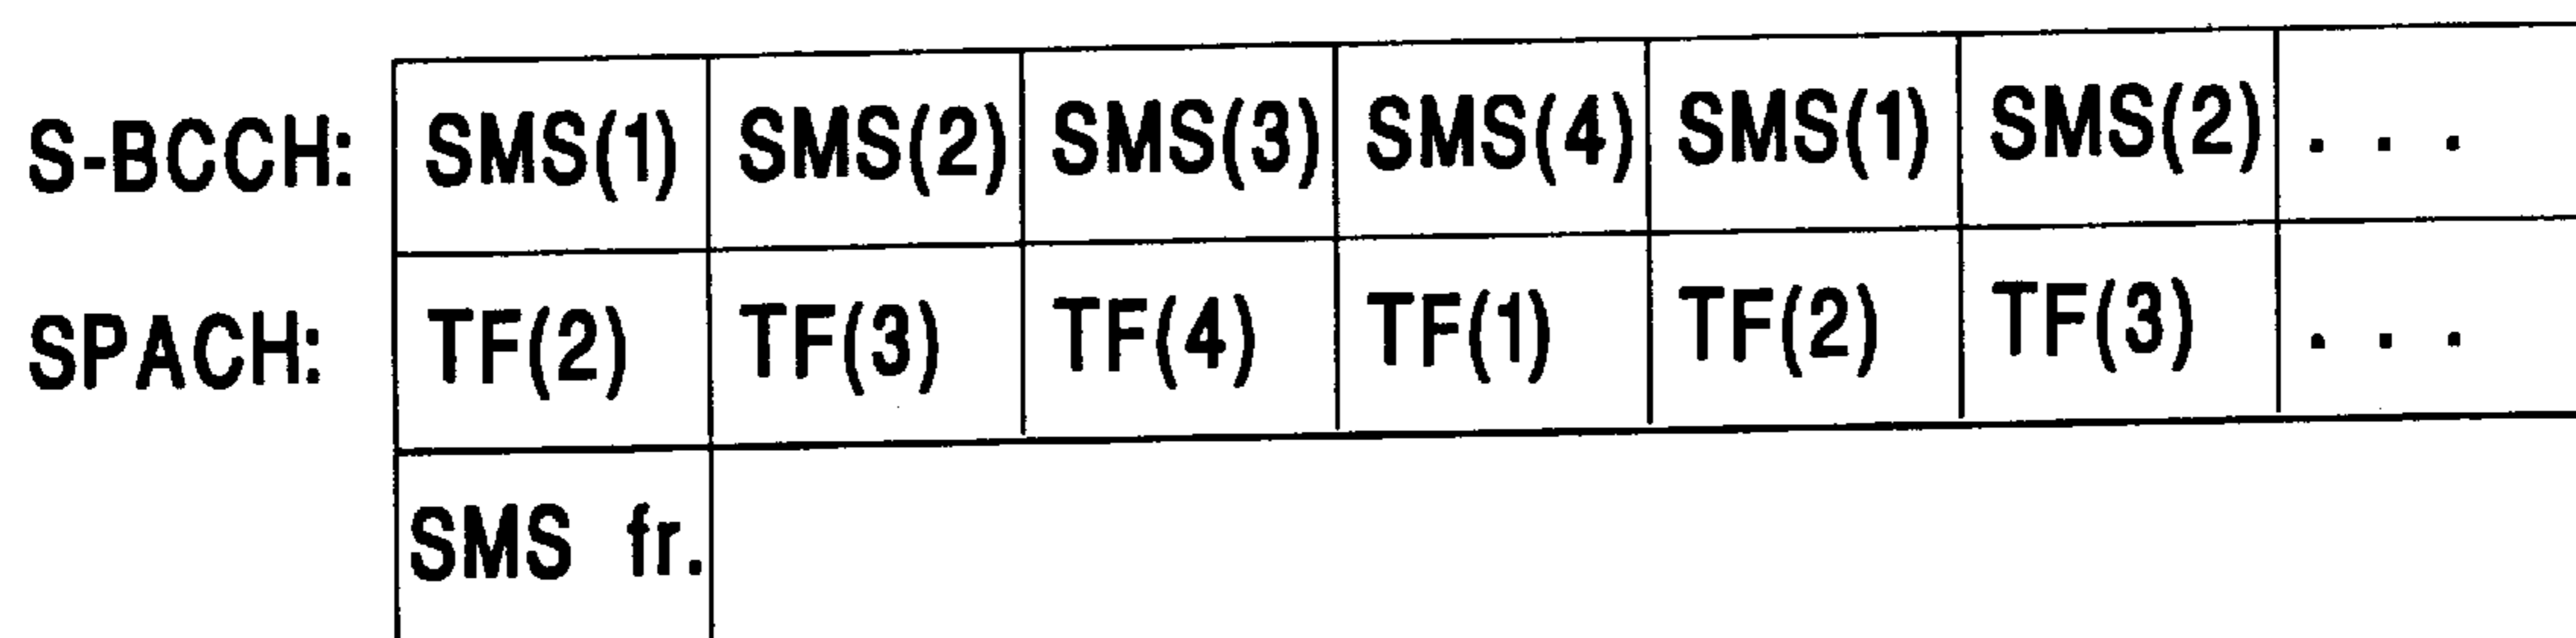 S-BCCH: SMS(1) SMS(2) SMS(3) SMS(4) SMS(1) SMS(2) . . .
SPACH: TF(2) TF(3) TF(4) TF(1) TF(2) TF(3) . . .
SMS fr.